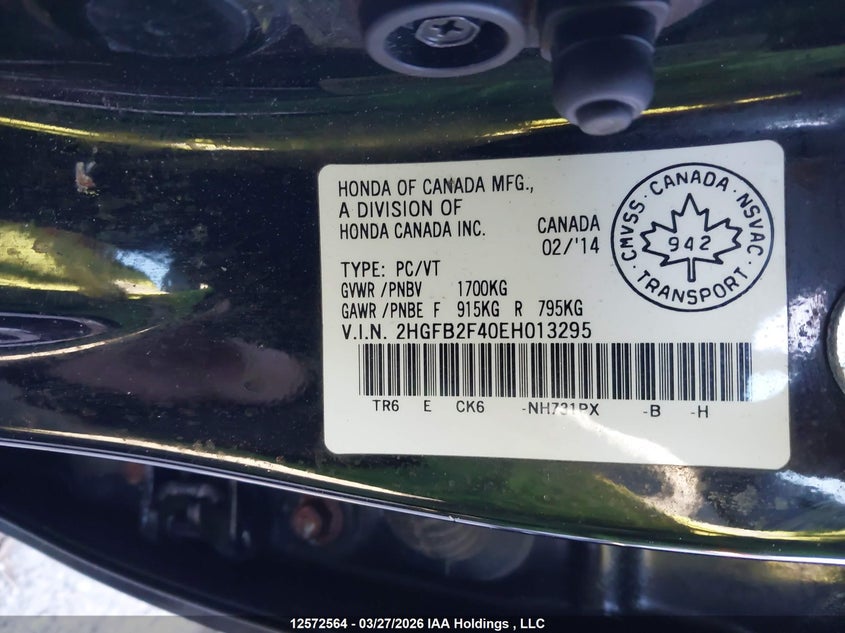 HONDA OF CANADA MFG.,
A DIVISION OF
HONDA CANADA INC.
CANADA
02/'14
TYPE: PC/VT
GVWR /PNBV 1700KG
GAWR /PNBE F 915KG R 795KG
V.I.N. 2HGFB2F40EH013295
TR6 E CK6 -NH731PX -B -H
CMVSS · CANADA · NSVAC
942
TRANSPORT
12572564 - 03/27/2026 IAA Holdings , LLC